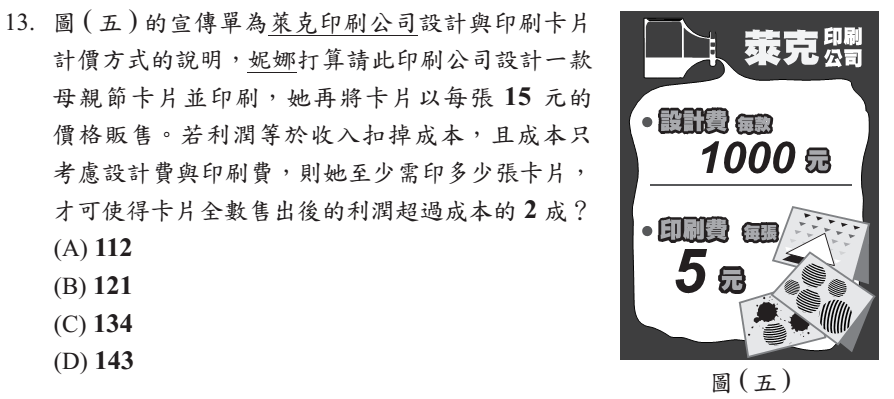 13. 圖(五)的宣傳單為萊克印刷公司設計與印刷卡片
計價方式的說明，妮娜打算請此印刷公司設計一款
母親節卡片並印刷，她再將卡片以每張 15 元的
價格販售。若利潤等於收入扣掉成本，且成本只
考慮設計費與印刷費，則她至少需印多少張卡片，
才可使得卡片全數售出後的利潤超過成本的 2 成？
(A) 112
(B) 121
(C) 134
(D) 143
萊克印刷公司
•設計費 每款
1000 元
•印刷費 每張
5 元
圖(五)